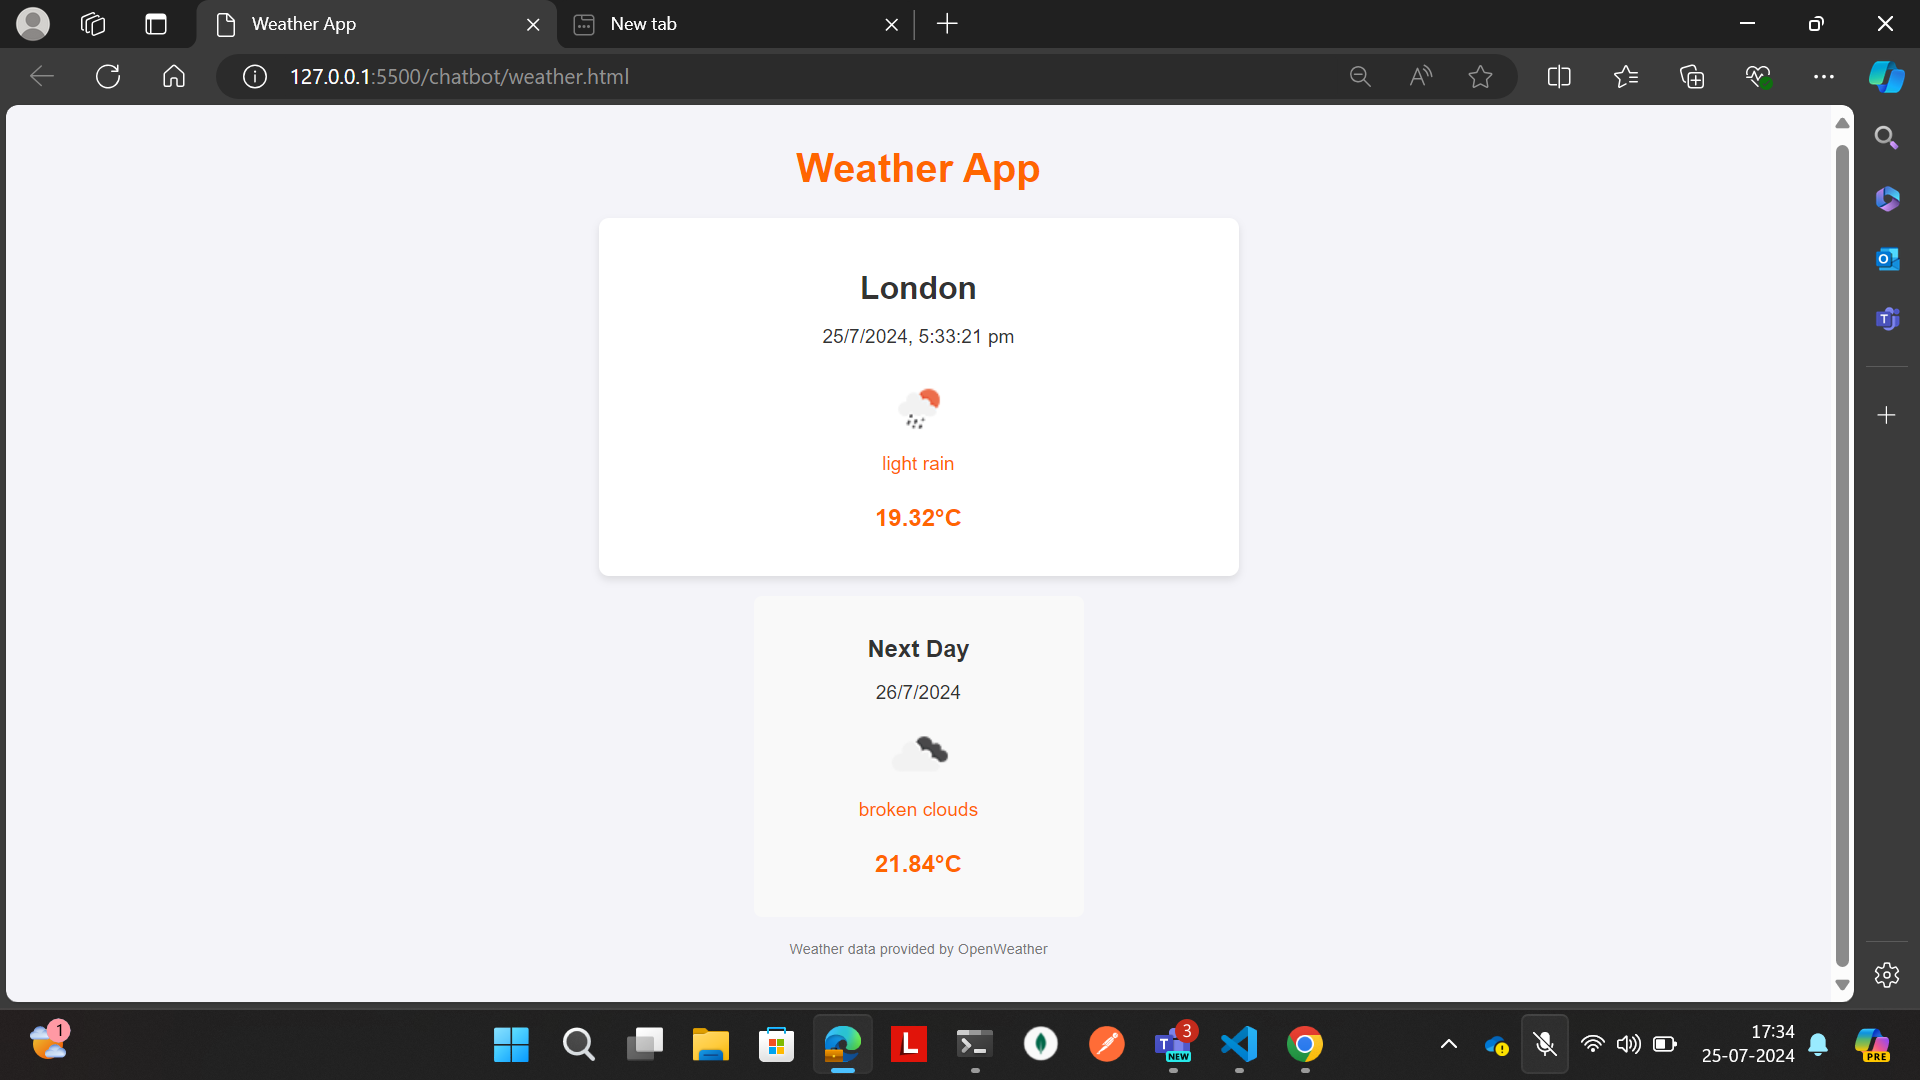 Weather App
New tab
127.0.0.1:5500/chatbot/weather.html
Weather App
London
25/7/2024, 5:33:21 pm
light rain
19.32°C
Next Day
26/7/2024
broken clouds
21.84°C
Weather data provided by OpenWeather
1
L
3
NEW
17:34
25-07-2024
PRE